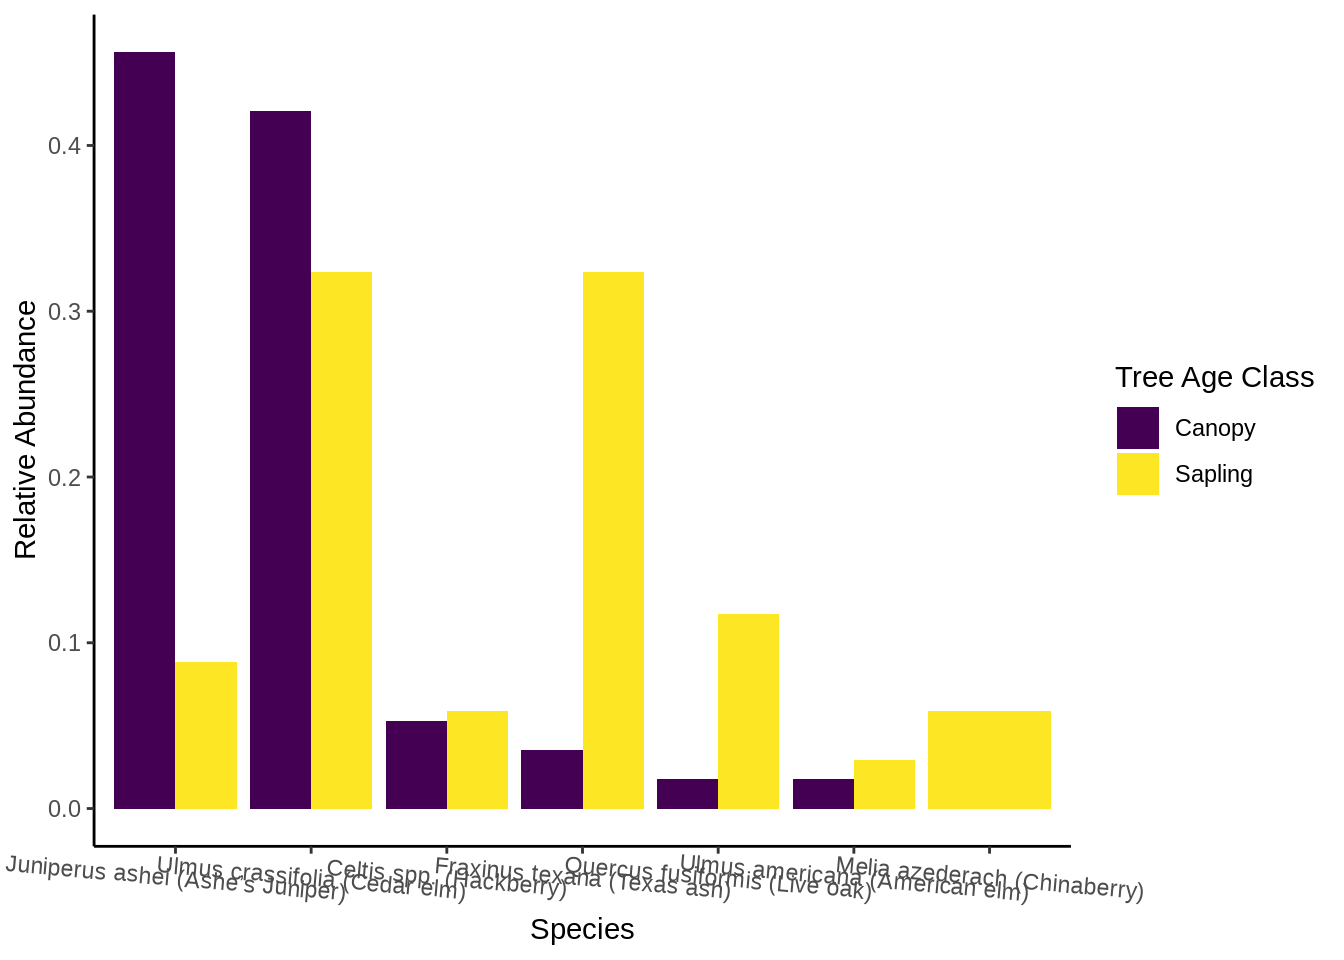 0.4
0.3
0.2
0.1
0.0
Relative Abundance
Juniperus ashei (Ashe's Juniper)
Ulmus crassifolia (Cedar elm)
Celtis spp. (Hackberry)
Fraxinus texana (Texas ash)
Quercus fusiformis (Live oak)
Ulmus americana (American elm)
Melia azederach (Chinaberry)
Species
Tree Age Class
Canopy
Sapling